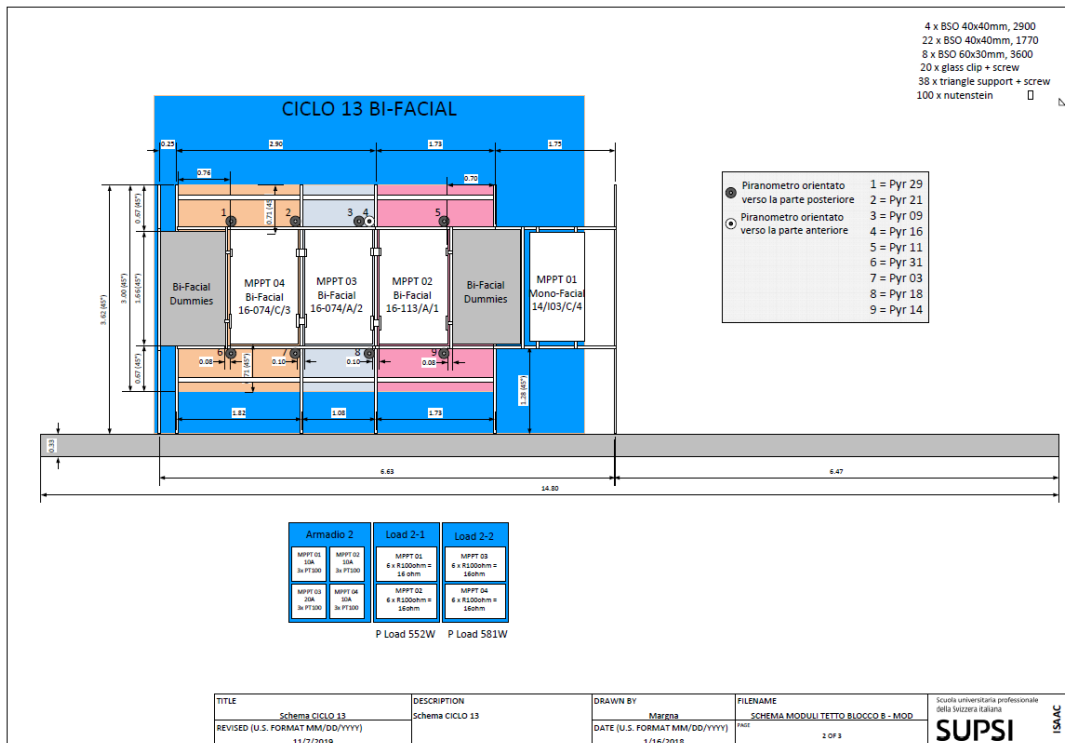 4 x BSO 40x40mm, 2900
22 x BSO 40x40mm, 1770
8 x BSO 60x30mm, 3600
20 x glass clip + screw
38 x triangle support + screw
100 x nutenstein
CICLO 13 BI-FACIAL
0.25
2.90
1.73
1.75
0.76
0.70
0.67 (45°)
0.71 (45
1
2
3
4
5
3.62 (45°)
3.00 (45°)
1.66(45°)
Bi-Facial
Dummies
MPPT 04
Bi-Facial
16-074/C/3
MPPT 03
Bi-Facial
16-074/A/2
MPPT 02
Bi-Facial
16-113/A/1
Bi-Facial
Dummies
MPPT 01
Mono-Facial
14/I03/C/4
6
7
8
9
0.08
0.10
0.10
0.08
0.67 (45°)
.71 (45°)
1.28 (45°)
1.82
1.08
1.73
0.33
6.63
6.47
14.80
Piranometro orientato
verso la parte posteriore
Piranometro orientato
verso la parte anteriore
1 = Pyr 29
2 = Pyr 21
3 = Pyr 09
4 = Pyr 16
5 = Pyr 11
6 = Pyr 31
7 = Pyr 03
8 = Pyr 18
9 = Pyr 14
Armadio 2
MPPT 01
10A
3x PT100
MPPT 02
10A
3x PT100
MPPT 03
20A
3x PT100
MPPT 04
10A
3x PT100
Load 2-1
MPPT 01
6 x R100ohm =
16 ohm
MPPT 02
6 x R100ohm =
16ohm
Load 2-2
MPPT 03
6 x R100ohm =
16ohm
MPPT 04
6 x R100ohm =
16ohm
P Load 552W
P Load 581W
TITLE
Schema CICLO 13
DESCRIPTION
Schema CICLO 13
DRAWN BY
Margna
FILENAME
SCHEMA MODULI TETTO BLOCCO B - MOD
REVISED (U.S. FORMAT MM/DD/YYYY)
11/7/2019
DATE (U.S. FORMAT MM/DD/YYYY)
1/16/2018
PAGE
2 OF 3
Scuola universitaria professionale
della Svizzera italiana
SUPSI
ISAAC